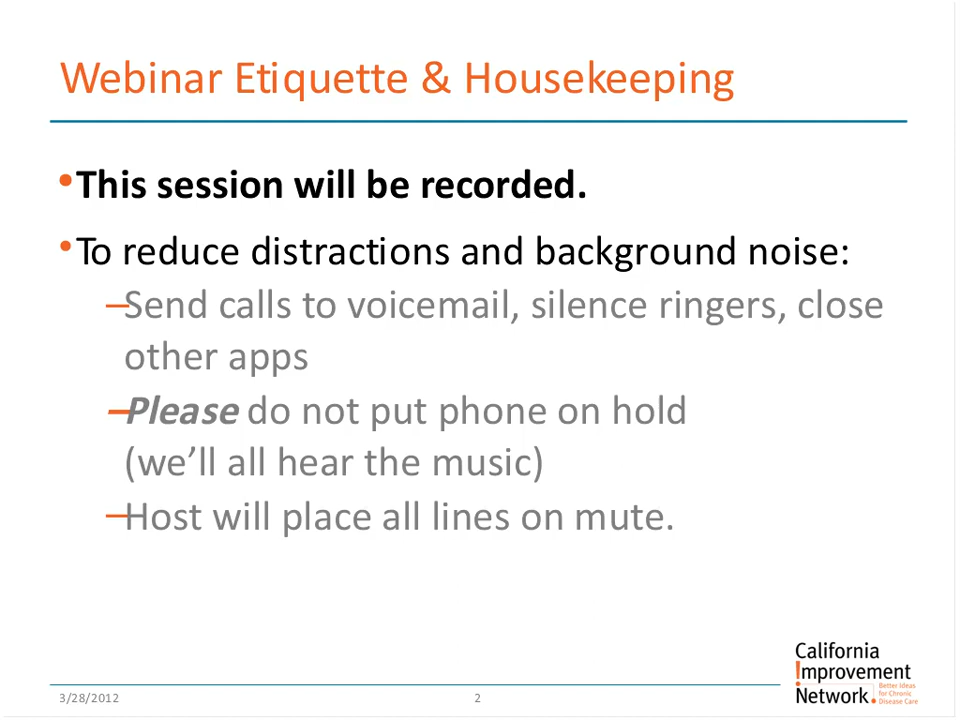 Webinar Etiquette & Housekeeping
•This session will be recorded.
•To reduce distractions and background noise:
–Send calls to voicemail, silence ringers, close
other apps
–Please do not put phone on hold
(we’ll all hear the music)
–Host will place all lines on mute.
3/28/2012
2
California
Improvement
Network.
Better Ideas
for Chronic
Disease Care